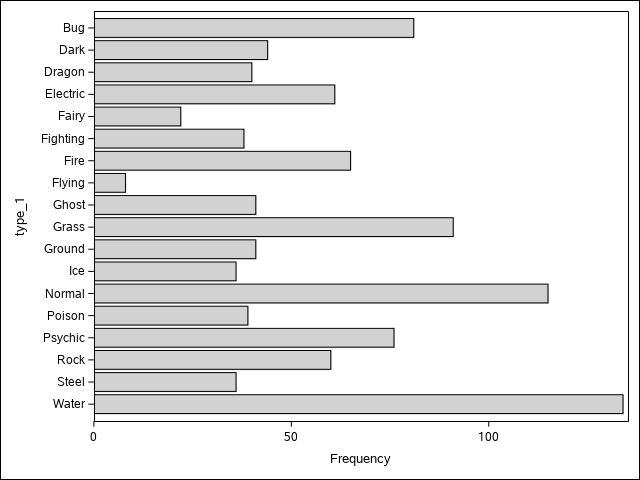 Bug
Dark
Dragon
Electric
Fairy
Fighting
Fire
Flying
Ghost
Grass
Ground
Ice
Normal
Poison
Psychic
Rock
Steel
Water
type_1
0 50 100
Frequency